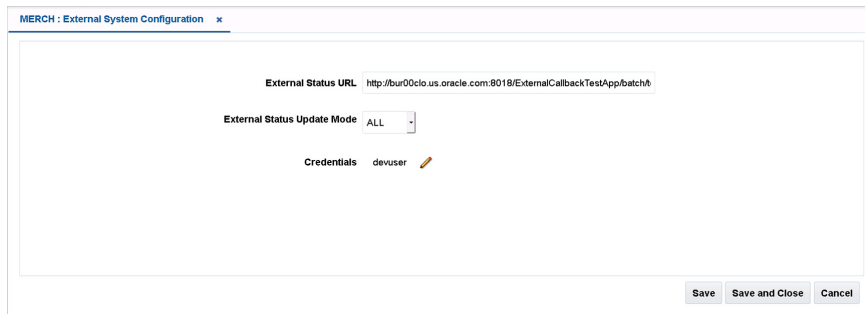 MERCH : External System Configuration ×
External Status URL http://bur00clo.us.oracle.com:8018/ExternalCallbackTestApp/batch/t
External Status Update Mode ALL
Credentials devuser
Save Save and Close Cancel